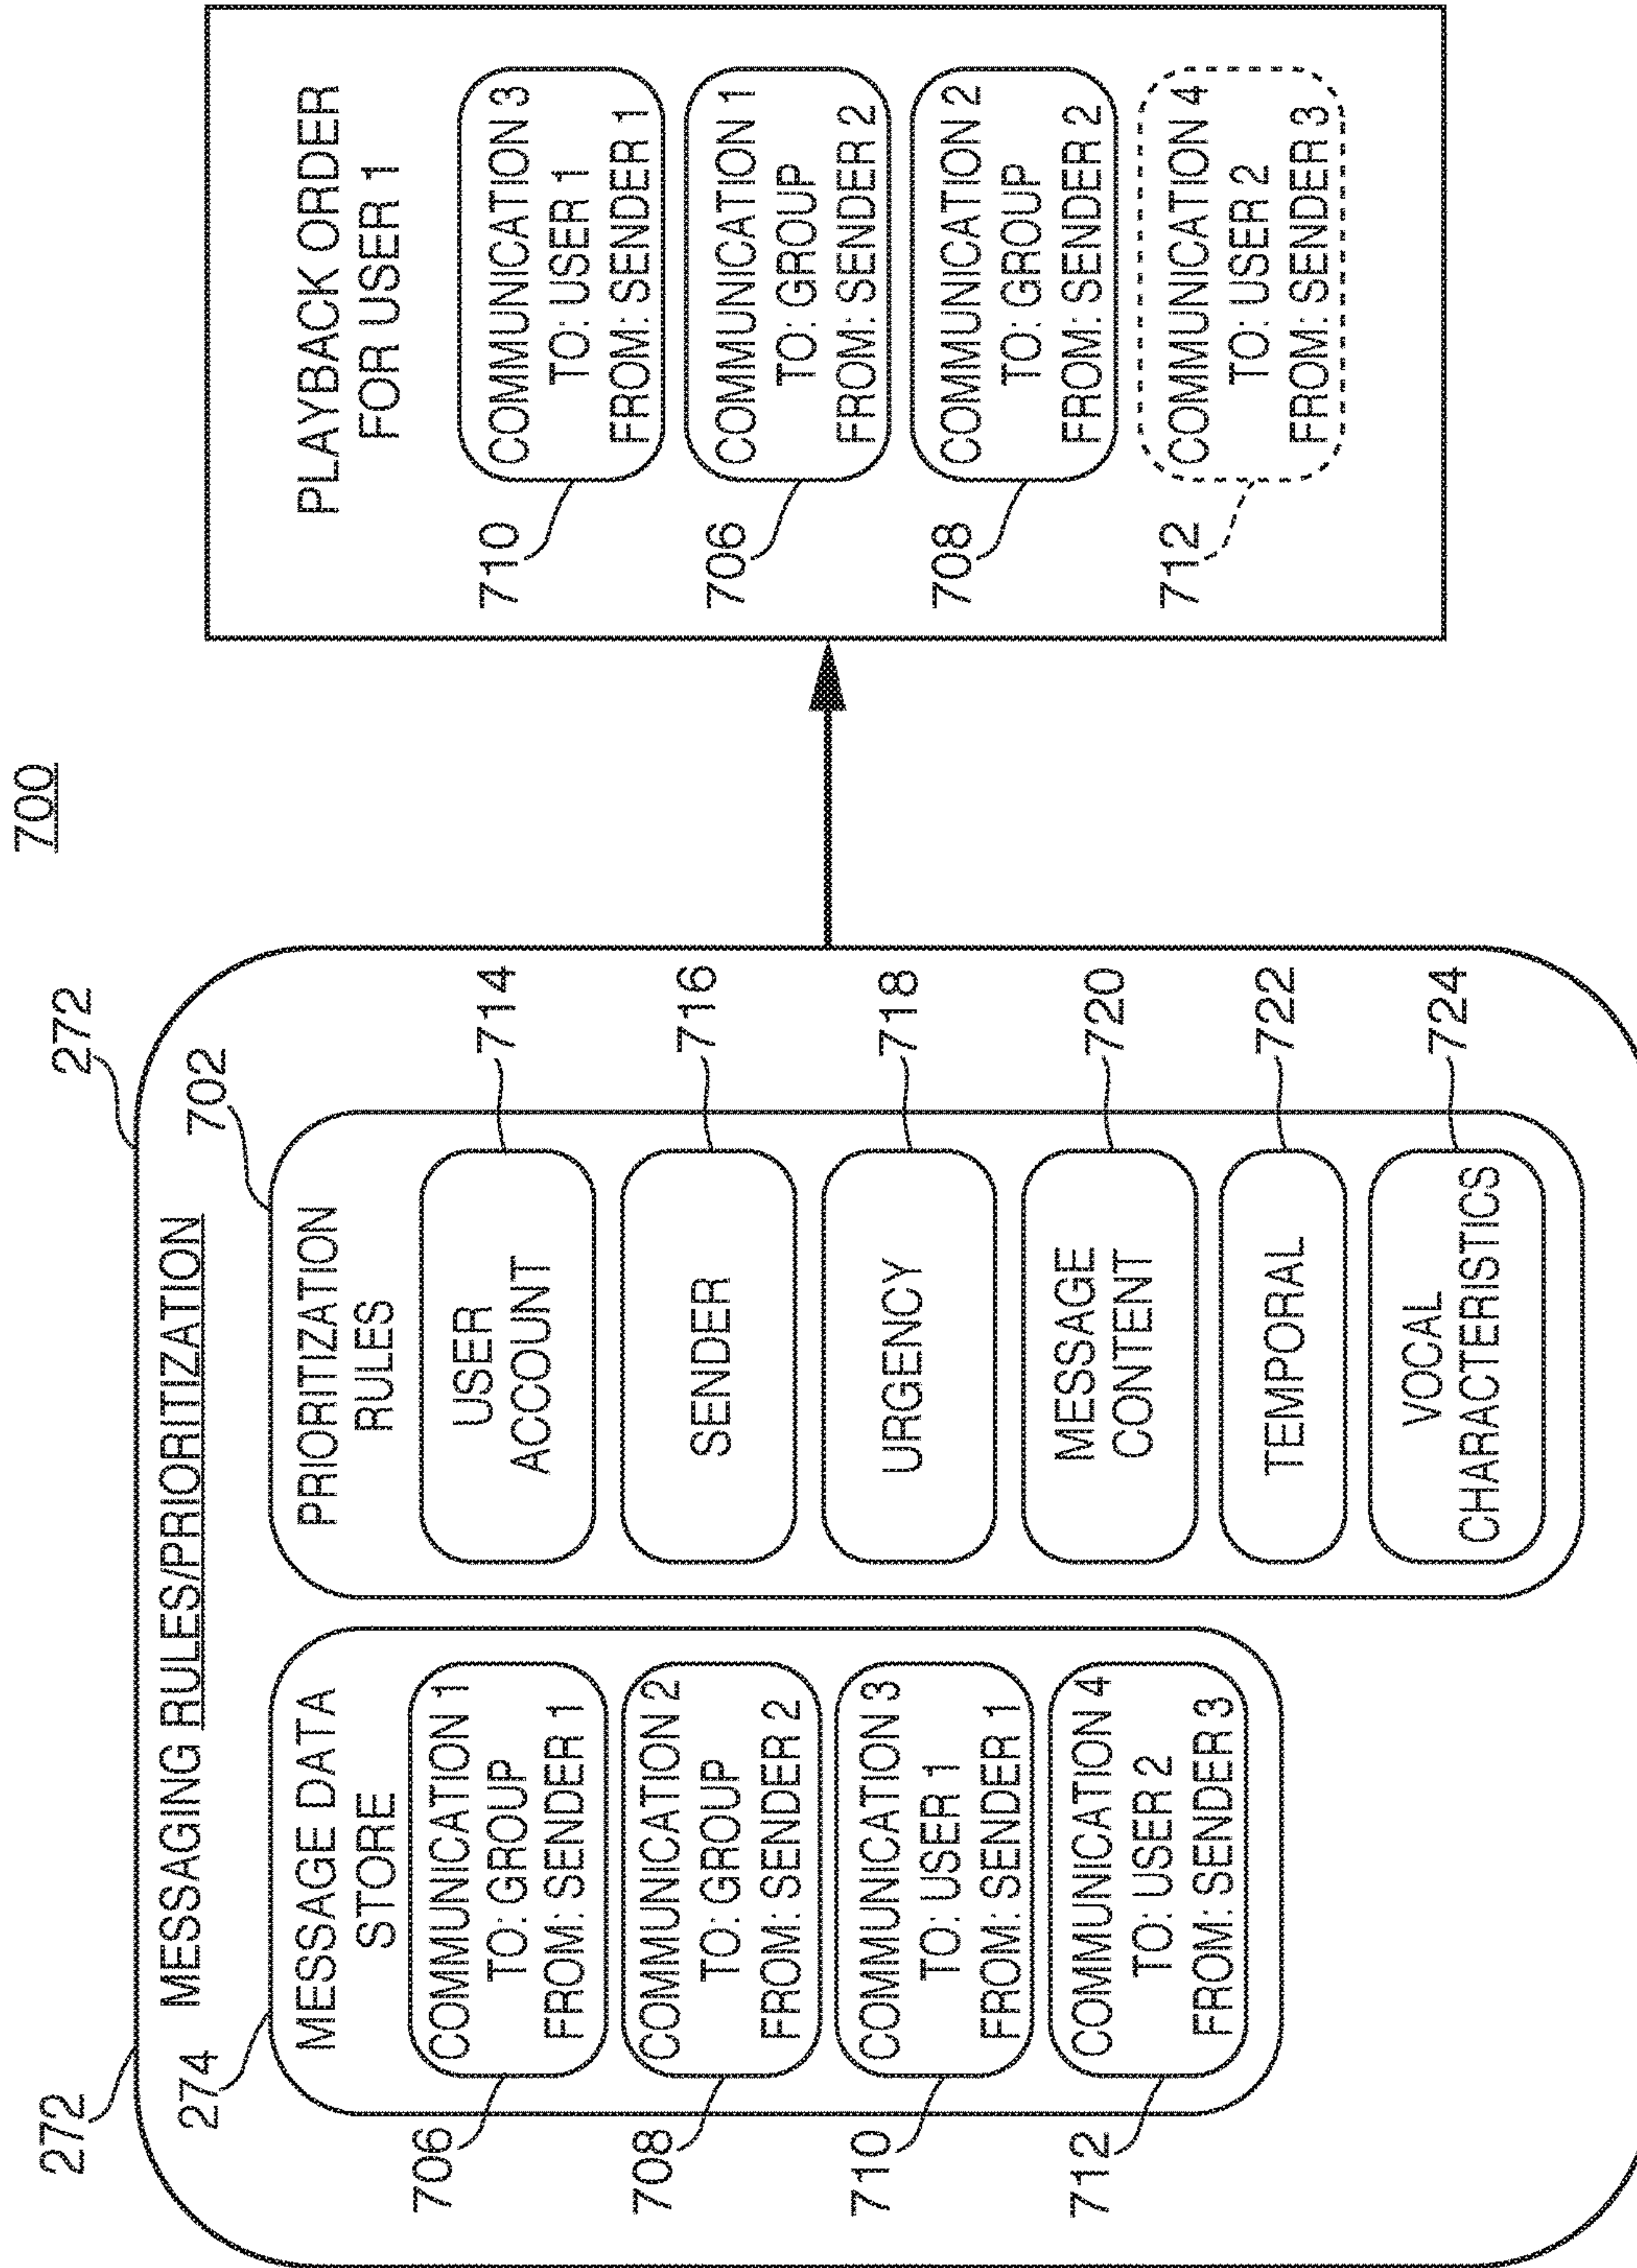 700
272
MESSAGING RULES/PRIORITIZATION
272
274
MESSAGE DATA
STORE
706
COMMUNICATION 1
TO: GROUP
FROM: SENDER 1
708
COMMUNICATION 2
TO: GROUP
FROM: SENDER 2
710
COMMUNICATION 3
TO: USER 1
FROM: SENDER 1
712
COMMUNICATION 4
TO: USER 2
FROM: SENDER 3
702
PRIORITIZATION
RULES
USER
ACCOUNT
714
SENDER
716
URGENCY
718
MESSAGE
CONTENT
720
TEMPORAL
722
VOCAL
CHARACTERISTICS
724
PLAYBACK ORDER
FOR USER 1
710
COMMUNICATION 3
TO: USER 1
FROM: SENDER 1
706
COMMUNICATION 1
TO: GROUP
FROM: SENDER 2
708
COMMUNICATION 2
TO: GROUP
FROM: SENDER 2
712
COMMUNICATION 4
TO: USER 2
FROM: SENDER 3